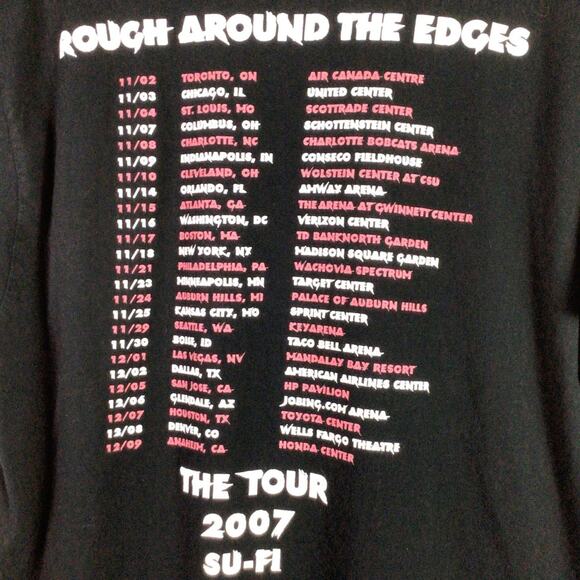 ROUGH AROUND THE EDGES
11/02 TORONTO, ON AIR CANADA CENTRE
11/03 CHICAGO, IL UNITED CENTER
11/04 ST. LOUIS, MO SCOTTRADE CENTER
11/07 COLUMBUS, OH SCHOTTENSTEIN CENTER
11/08 CHARLOTTE, NC CHARLOTTE BOBCATS ARENA
11/09 INDIANAPOLIS, IN CONSECO FIELDHOUSE
11/10 CLEVELAND, OH WOLSTEIN CENTER AT CSU
11/14 ORLANDO, FL AMWAY ARENA
11/15 ATLANTA, GA THE ARENA AT GWINNETT CENTER
11/16 WASHINGTON, DC VERIZON CENTER
11/17 BOSTON, MA TD BANKNORTH GARDEN
11/18 NEW YORK, NY MADISON SQUARE GARDEN
11/21 PHILADELPHIA, PA WACHOVIA SPECTRUM
11/23 MINNEAPOLIS, MN TARGET CENTER
11/24 AUBURN HILLS, MI PALACE OF AUBURN HILLS
11/25 KANSAS CITY, MO SPRINT CENTER
11/29 SEATTLE, WA KEYARENA
11/30 BOISE, ID TACO BELL ARENA
12/01 LAS VEGAS, NV MANDALAY BAY RESORT
12/02 DALLAS, TX AMERICAN AIRLINES CENTER
12/05 SAN JOSE, CA HP PAVILION
12/06 GLENDALE, AZ JOBING.COM ARENA
12/07 HOUSTON, TX TOYOTA CENTER
12/08 DENVER, CO WELLS FARGO THEATRE
12/09 ANAHEIM, CA HONDA CENTER
THE TOUR
2007
SU-FI